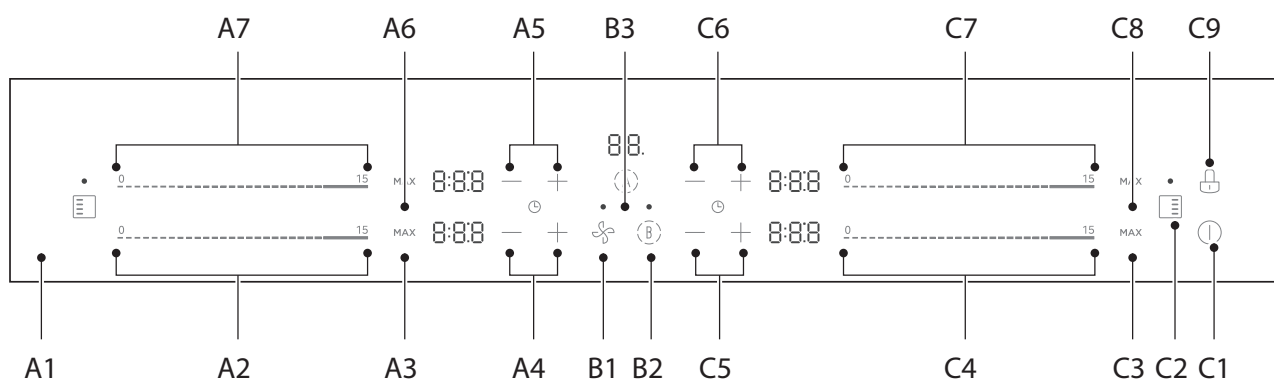 A7 A6 A5 B3 C6 C7 C8 C9
88.
0 15 MAX 8:8.8 − + A − + 8:8.8 0 15 MAX
0 15 MAX 8:8.8 − + B − + 8:8.8 0 15 MAX
A1 A2 A3 A4 B1 B2 C5 C4 C3 C2 C1